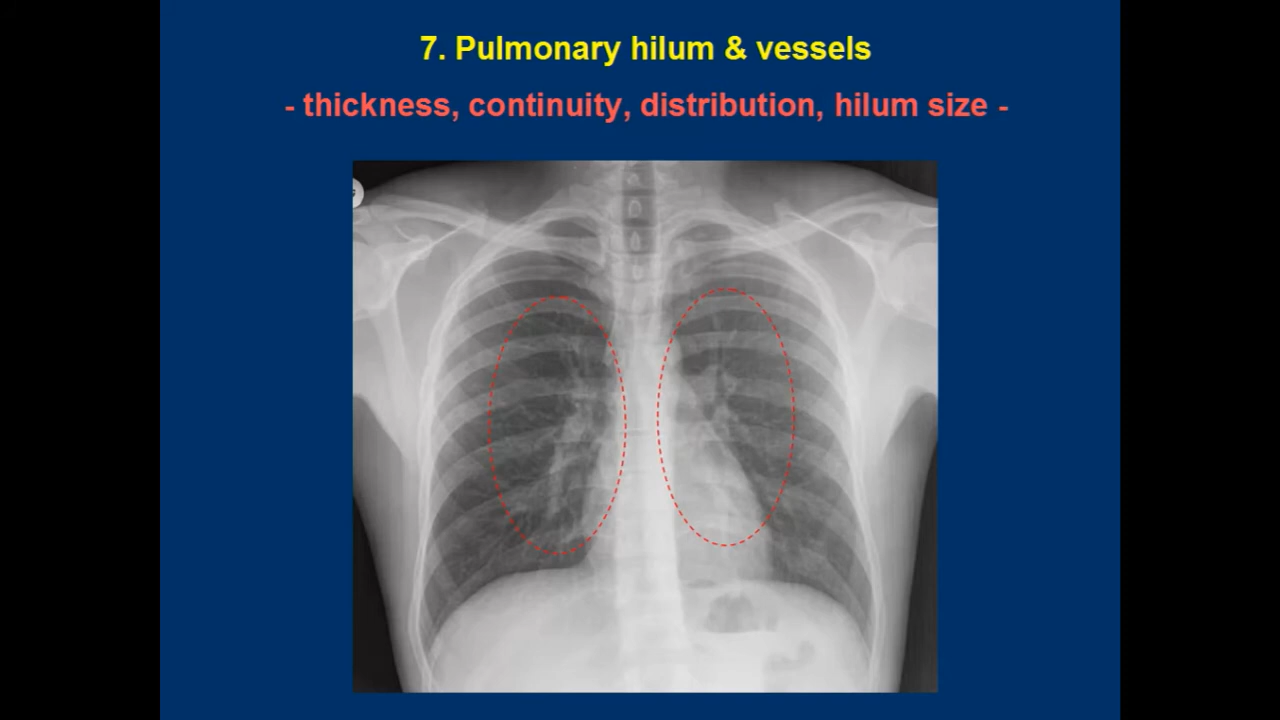 7. Pulmonary hilum & vessels
- thickness, continuity, distribution, hilum size -